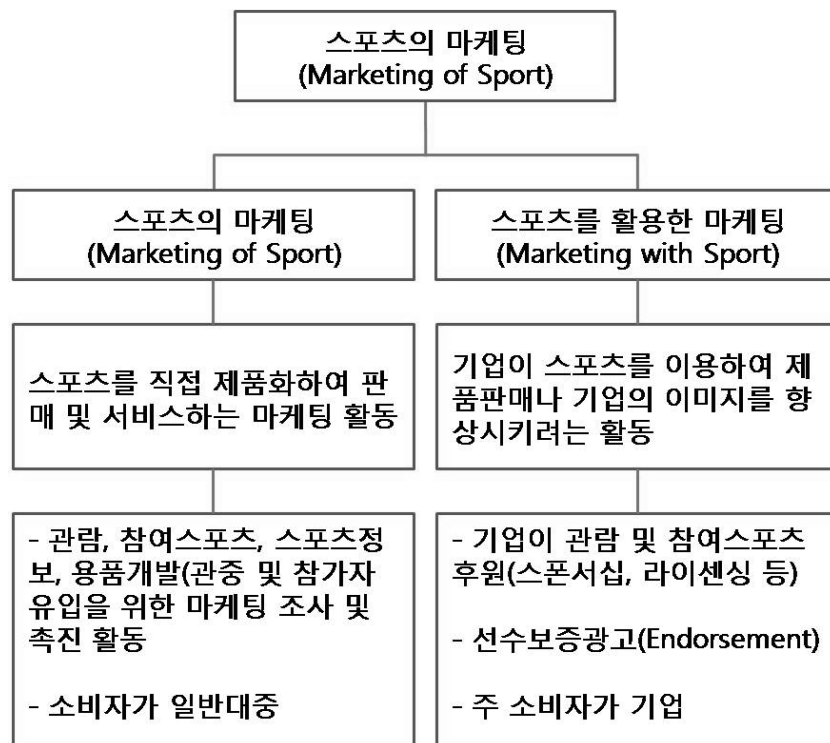 스포츠의 마케팅
(Marketing of Sport)
스포츠의 마케팅
(Marketing of Sport)
스포츠를 직접 제품화하여 판
매 및 서비스하는 마케팅 활동
- 관람, 참여스포츠, 스포츠정
보, 용품개발(관중 및 참가자
유입을 위한 마케팅 조사 및
촉진 활동
- 소비자가 일반대중
스포츠를 활용한 마케팅
(Marketing with Sport)
기업이 스포츠를 이용하여 제
품판매나 기업의 이미지를 향
상시키려는 활동
- 기업이 관람 및 참여스포츠
후원(스폰서십, 라이센싱 등)
- 선수보증광고(Endorsement)
- 주 소비자가 기업